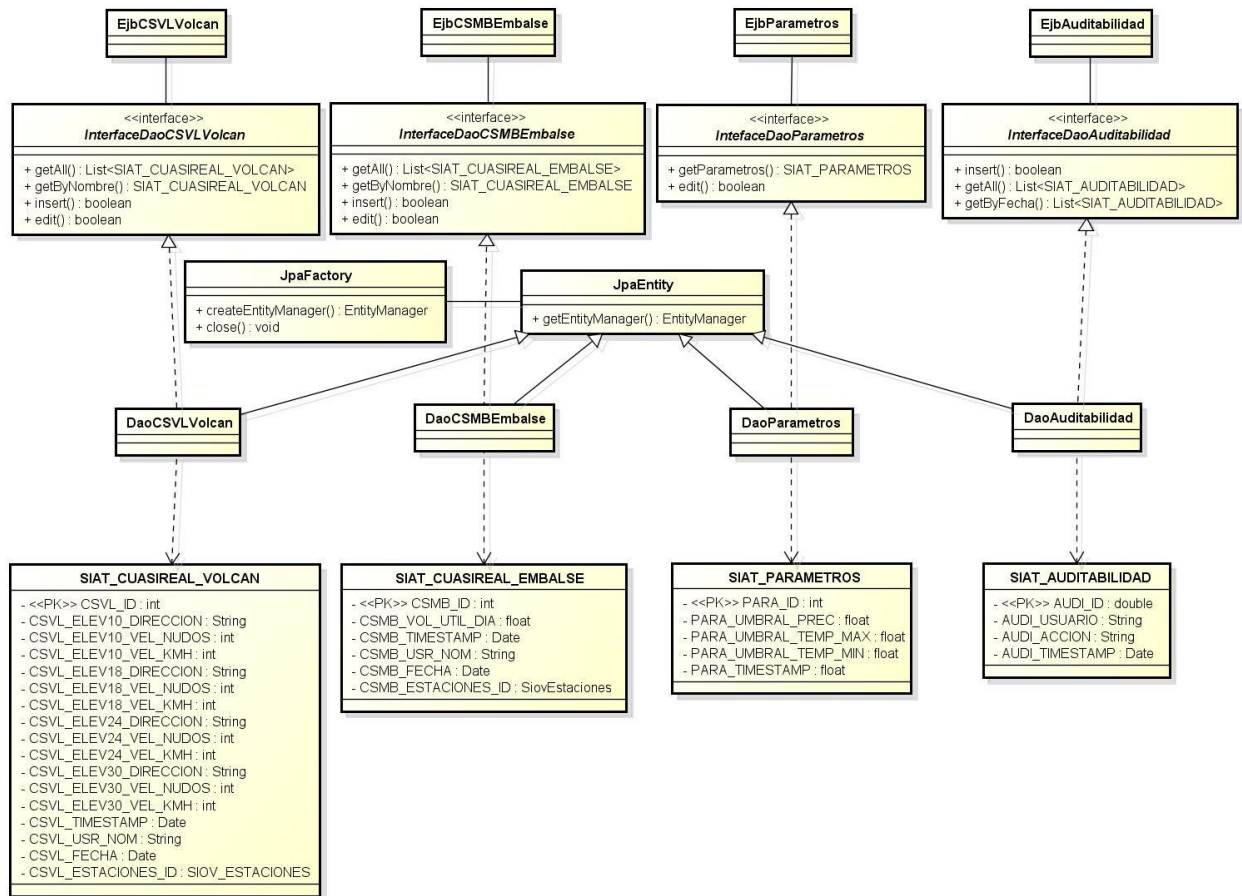 EjbCSVLVolcan
EjbCSMBEmbalse
EjbParametros
EjbAuditabilidad
<<interface>>
InterfaceDaoCSVLVolcan
+ getAll() : List<SIAT_CUASIREAL_VOLCAN>
+ getByNombre() : SIAT_CUASIREAL_VOLCAN
+ insert() : boolean
+ edit() : boolean
<<interface>>
InterfaceDaoCSMBEmbalse
+ getAll() : List<SIAT_CUASIREAL_EMBALSE>
+ getByNombre() : SIAT_CUASIREAL_EMBALSE
+ insert() : boolean
+ edit() : boolean
<<interface>>
IntefaceDaoParametros
+ getParametros() : SIAT_PARAMETROS
+ edit() : boolean
<<interface>>
InterfaceDaoAuditabilidad
+ insert() : boolean
+ getAll() : List<SIAT_AUDITABILIDAD>
+ getByFecha() : List<SIAT_AUDITABILIDAD>
JpaFactory
+ createEntityManager() : EntityManager
+ close() : void
JpaEntity
+ getEntityManager() : EntityManager
DaoCSVLVolcan
DaoCSMBEmbalse
DaoParametros
DaoAuditabilidad
SIAT_CUASIREAL_VOLCAN
- <<PK>> CSVL_ID : int
- CSVL_ELEV10_DIRECCION : String
- CSVL_ELEV10_VEL_NUDOS : int
- CSVL_ELEV10_VEL_KMH : int
- CSVL_ELEV18_DIRECCION : String
- CSVL_ELEV18_VEL_NUDOS : int
- CSVL_ELEV18_VEL_KMH : int
- CSVL_ELEV24_DIRECCION : String
- CSVL_ELEV24_VEL_NUDOS : int
- CSVL_ELEV24_VEL_KMH : int
- CSVL_ELEV30_DIRECCION : String
- CSVL_ELEV30_VEL_NUDOS : int
- CSVL_ELEV30_VEL_KMH : int
- CSVL_TIMESTAMP : Date
- CSVL_USR_NOM : String
- CSVL_FECHA : Date
- CSVL_ESTACIONES_ID : SIOV_ESTACIONES
SIAT_CUASIREAL_EMBALSE
- <<PK>> CSMB_ID : int
- CSMB_VOL_UTIL_DIA : float
- CSMB_TIMESTAMP : Date
- CSMB_USR_NOM : String
- CSMB_FECHA : Date
- CSMB_ESTACIONES_ID : SiovEstaciones
SIAT_PARAMETROS
- <<PK>> PARA_ID : int
- PARA_UMBRAL_PREC : float
- PARA_UMBRAL_TEMP_MAX : float
- PARA_UMBRAL_TEMP_MIN : float
- PARA_TIMESTAMP : float
SIAT_AUDITABILIDAD
- <<PK>> AUDI_ID : double
- AUDI_USUARIO : String
- AUDI_ACCION : String
- AUDI_TIMESTAMP : Date